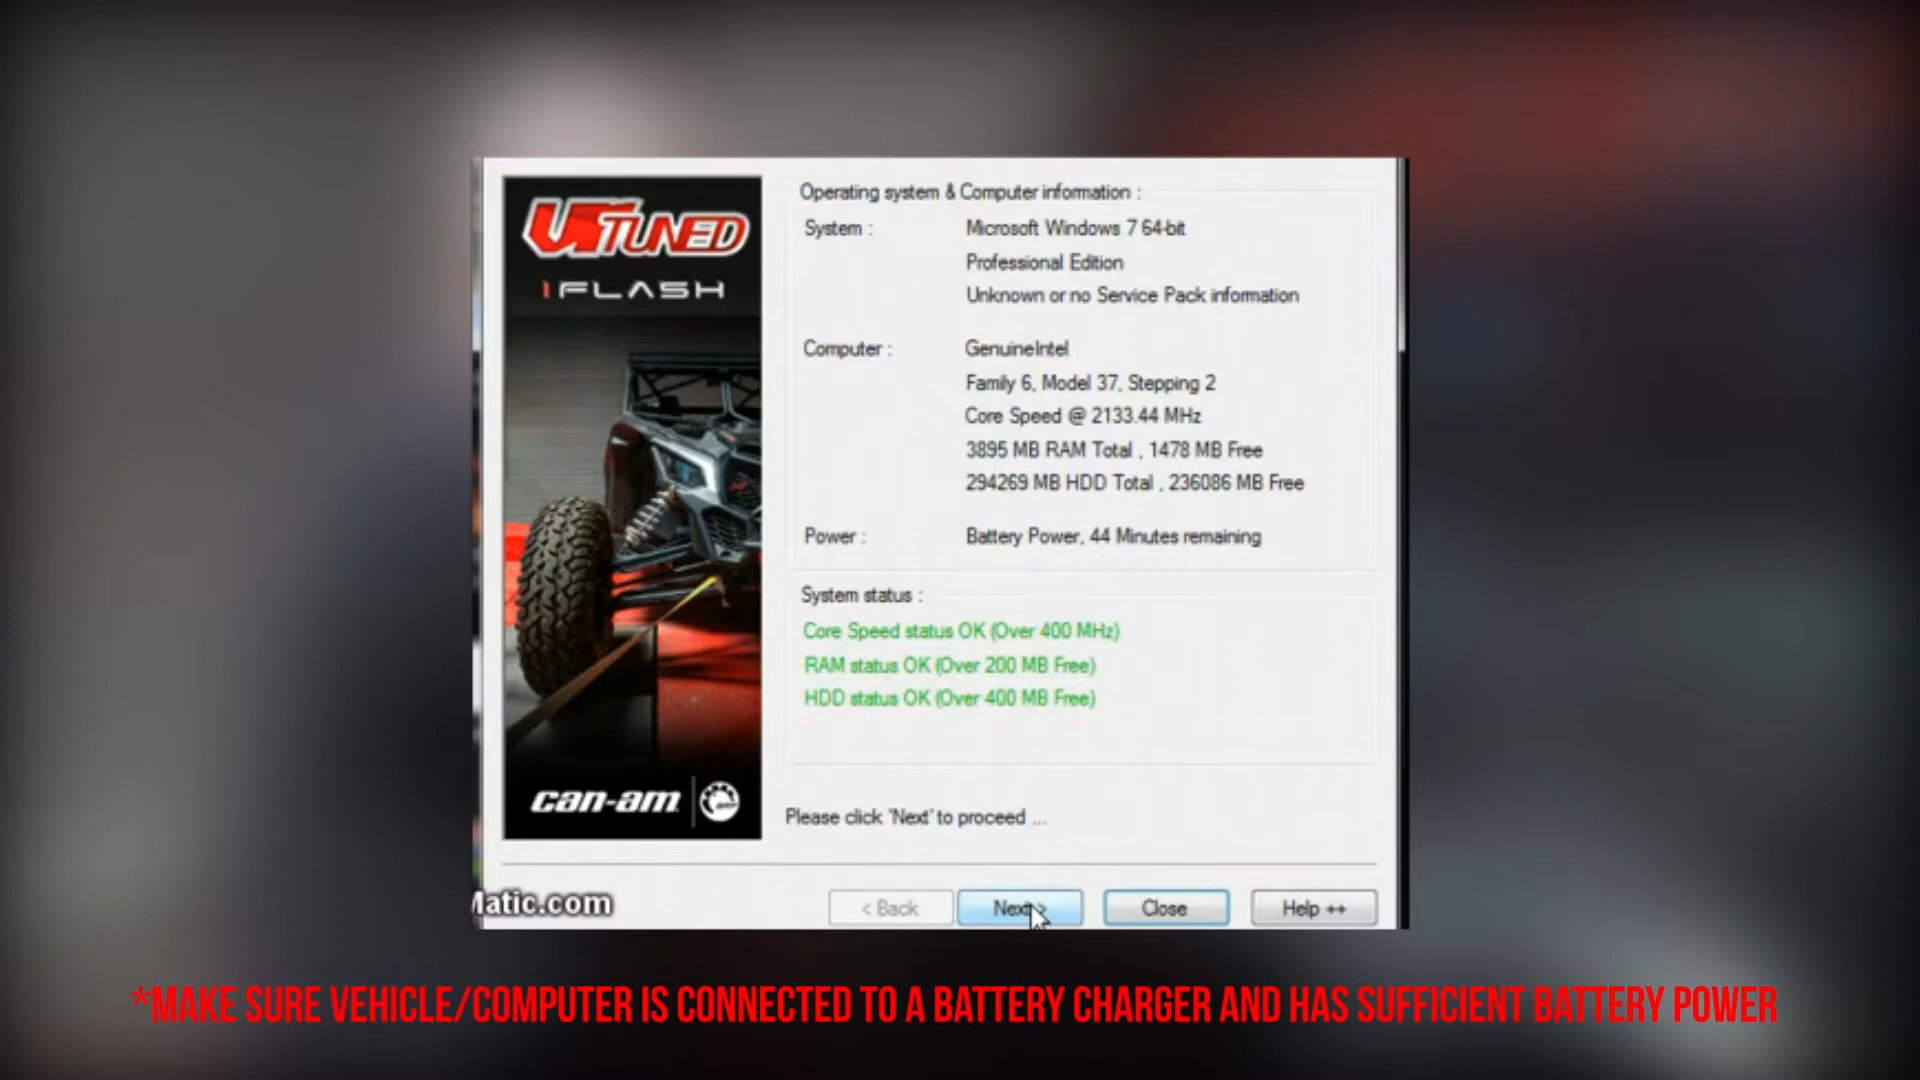 VTUNED
iFLASH
can-am
Operating system & Computer information :
System : Microsoft Windows 7 64-bit
Professional Edition
Unknown or no Service Pack information
Computer : GenuineIntel
Family 6, Model 37, Stepping 2
Core Speed @ 2133.44 MHz
3895 MB RAM Total , 1478 MB Free
294269 MB HDD Total , 236086 MB Free
Power : Battery Power, 44 Minutes remaining
System status :
Core Speed status OK (Over 400 MHz)
RAM status OK (Over 200 MB Free)
HDD status OK (Over 400 MB Free)
Please click 'Next' to proceed ...
Matic.com
< Back Next > Close Help ++
*MAKE SURE VEHICLE/COMPUTER IS CONNECTED TO A BATTERY CHARGER AND HAS SUFFICIENT BATTERY POWER